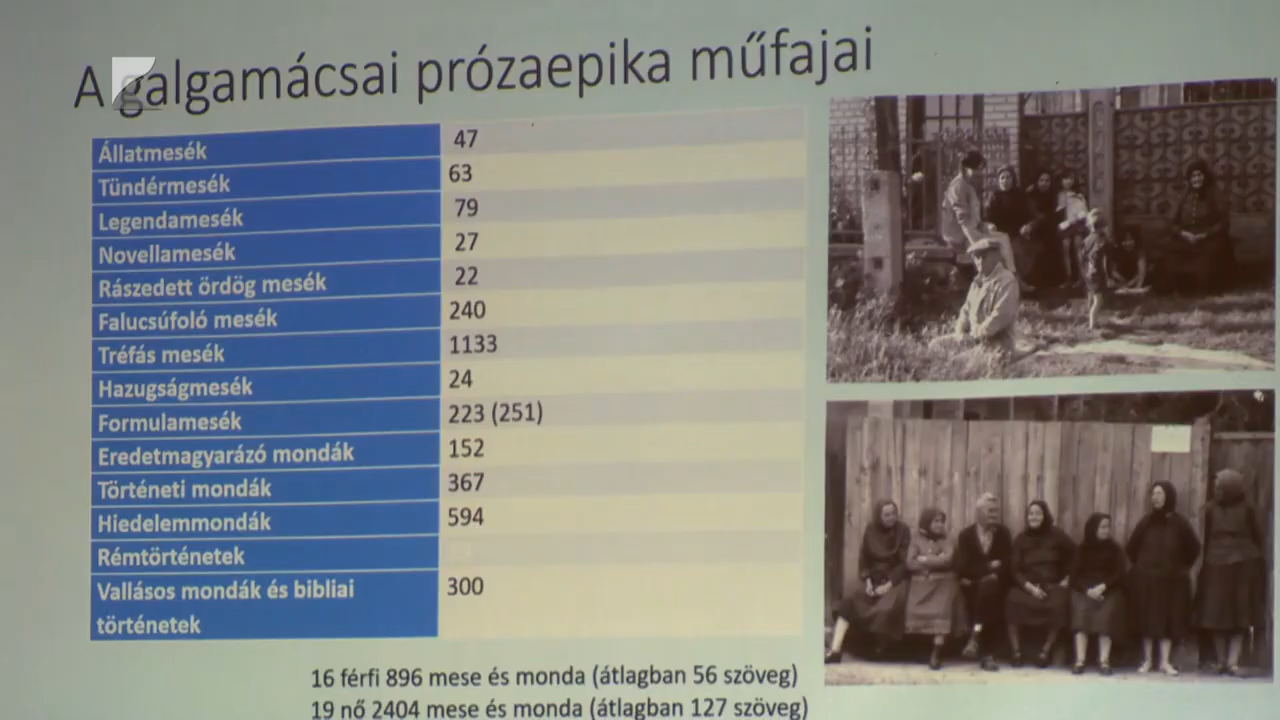 A galgamácsai prózaepika műfajai
Állatmesék 47
Tündérmesék 63
Legendamesék 79
Novellamesék 27
Rászedett ördög mesék 22
Falucsúfoló mesék 240
Tréfás mesék 1133
Hazugságmesék 24
Formulamesék 223 (251)
Eredetmagyarázó mondák 152
Történeti mondák 367
Hiedelemmondák 594
Rémtörténetek
Vallásos mondák és bibliai 300
történetek
16 férfi 896 mese és monda (átlagban 56 szöveg)
19 nő 2404 mese és monda (átlagban 127 szöveg)